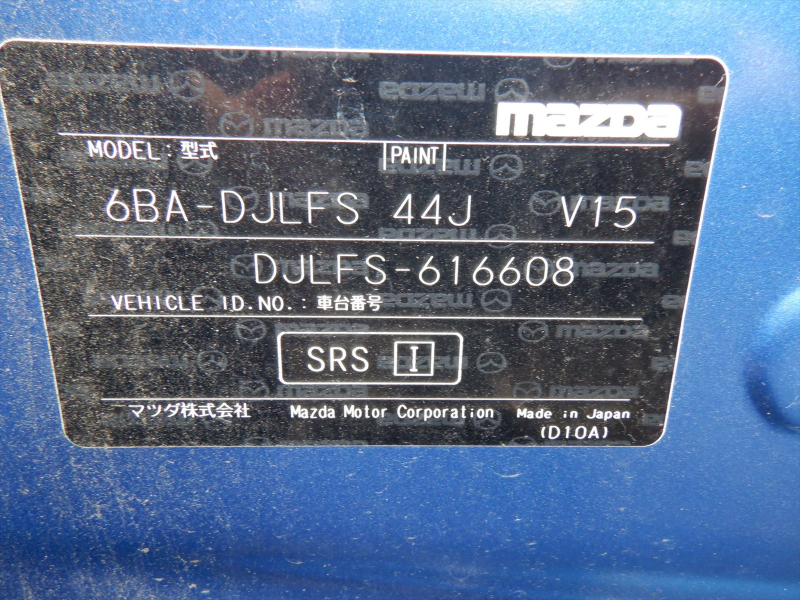 mazda
MODEL : 型式 PAINT
6BA-DJLFS 44J V15
DJLFS-616608
VEHICLE ID.NO.: 車台番号
SRS I
マツダ株式会社 Mazda Motor Corporation Made in Japan
(D10A)